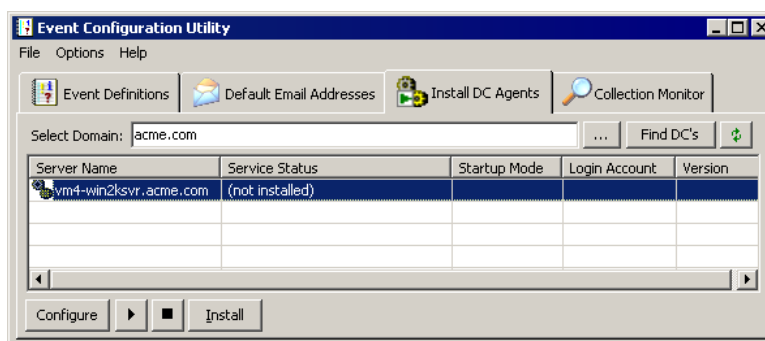 Event Configuration Utility
File Options Help
Event Definitions Default Email Addresses Install DC Agents Collection Monitor
Select Domain: acme.com ... Find DC's
Server Name Service Status Startup Mode Login Account Version
vm4-win2ksvr.acme.com (not installed)
Configure Install